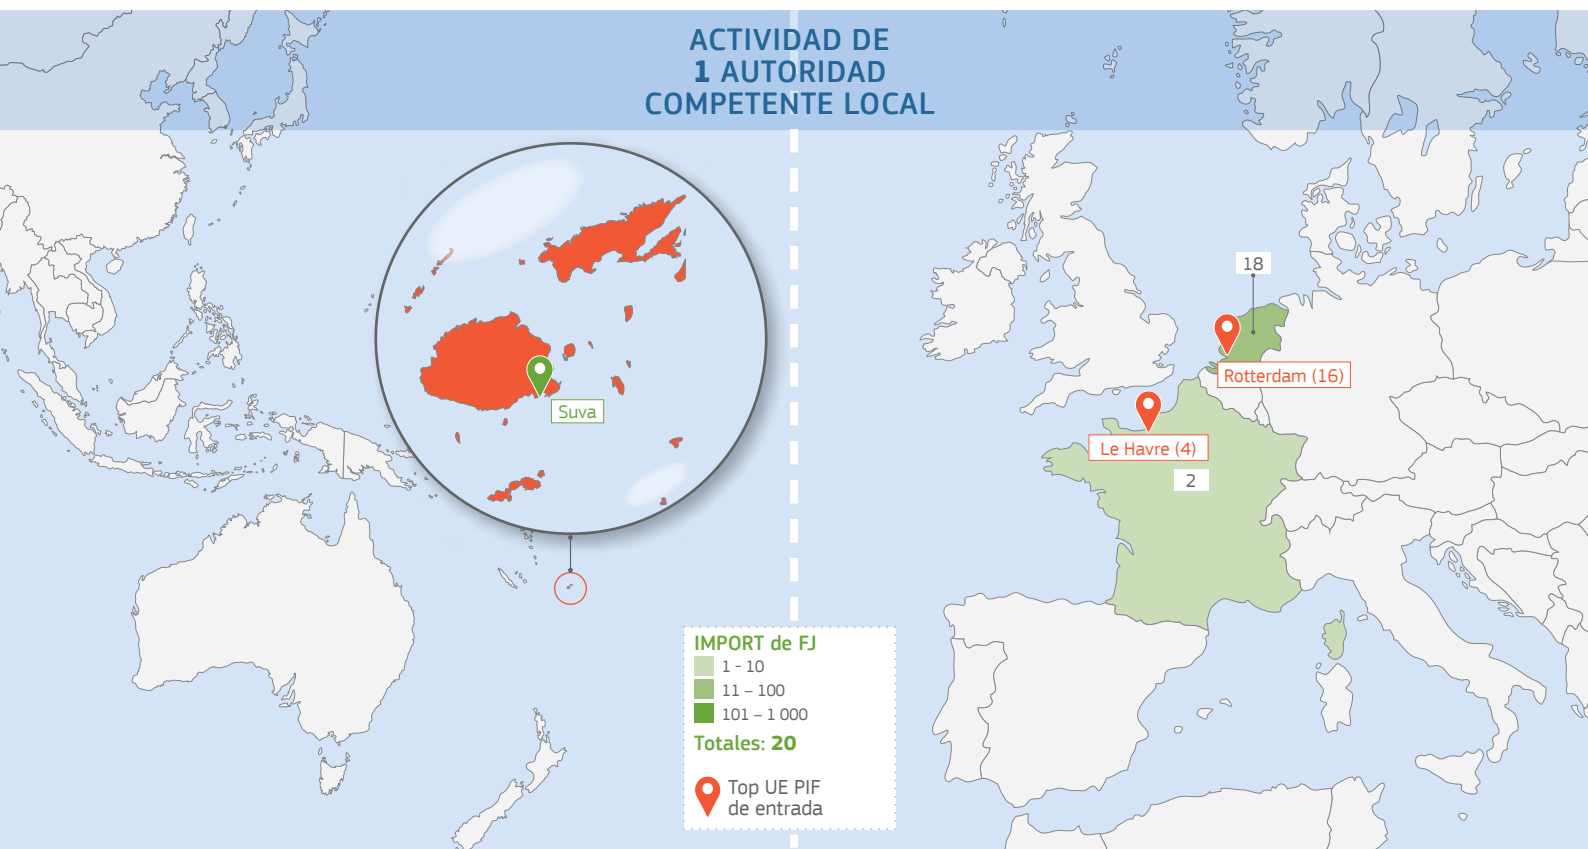 ACTIVIDAD DE
1 AUTORIDAD
COMPETENTE LOCAL
18
Rotterdam (16)
Suva
Le Havre (4)
2
IMPORT de FJ
1 - 10
11 – 100
101 – 1 000
Totales: 20
Top UE PIF
de entrada